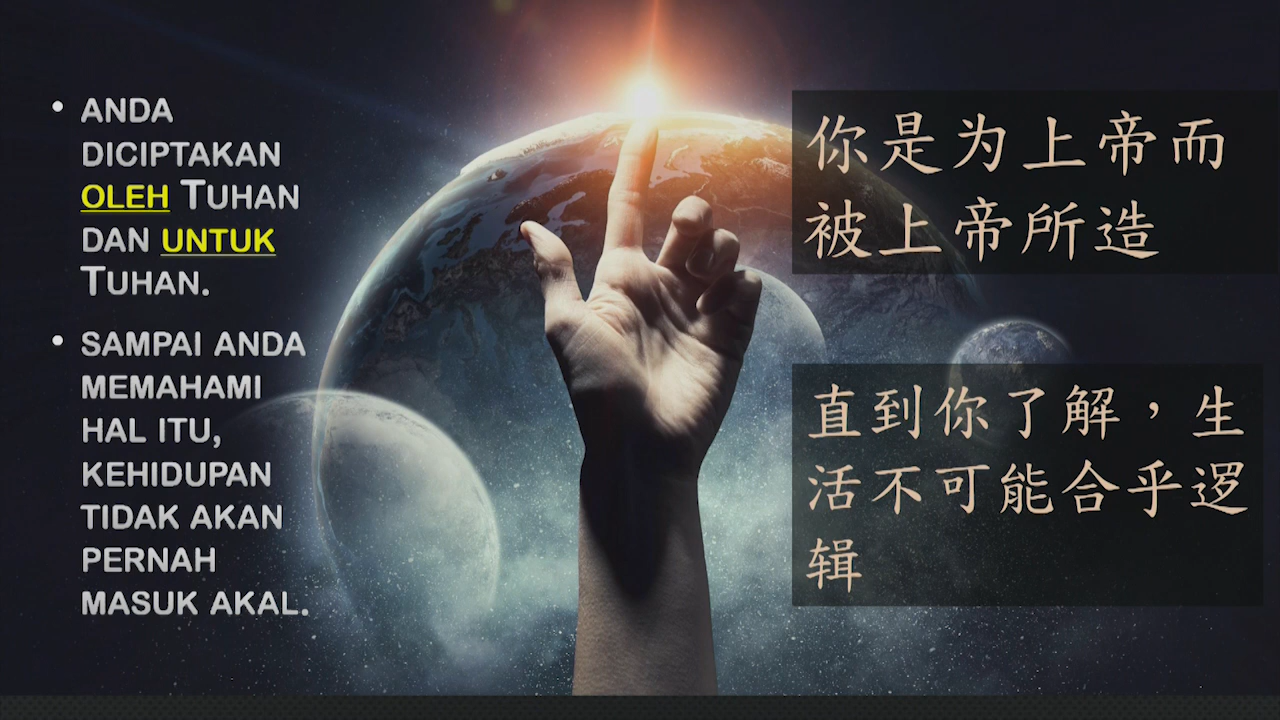 • ANDA
DICIPTAKAN
OLEH TUHAN
DAN UNTUK
TUHAN.
• SAMPAI ANDA
MEMAHAMI
HAL ITU,
KEHIDUPAN
TIDAK AKAN
PERNAH
MASUK AKAL.
你是为上帝而
被上帝所造
直到你了解，生
活不可能合乎逻
辑